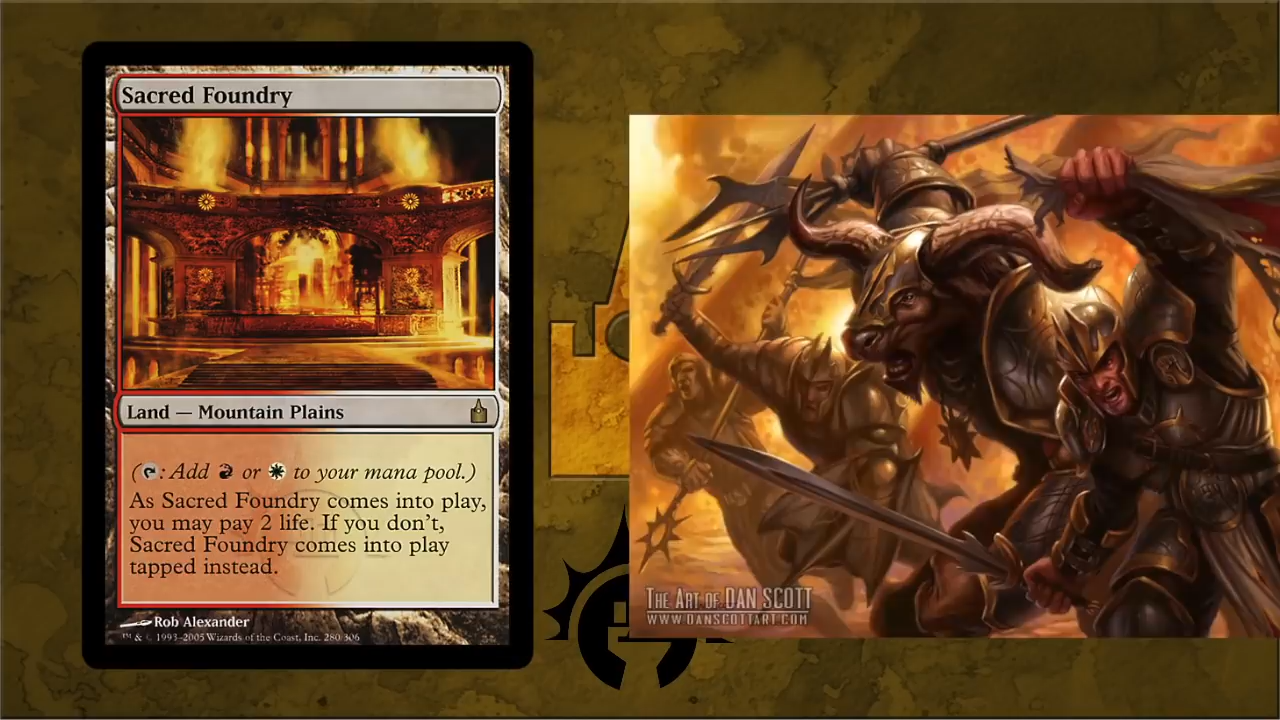 Sacred Foundry
Land — Mountain Plains
( : Add or to your mana pool.)
As Sacred Foundry comes into play,
you may pay 2 life. If you don't,
Sacred Foundry comes into play
tapped instead.
Rob Alexander
™ & © 1993–2005 Wizards of the Coast, Inc. 280/306
THE ART OF DAN SCOTT
WWW.DANSCOTTART.COM